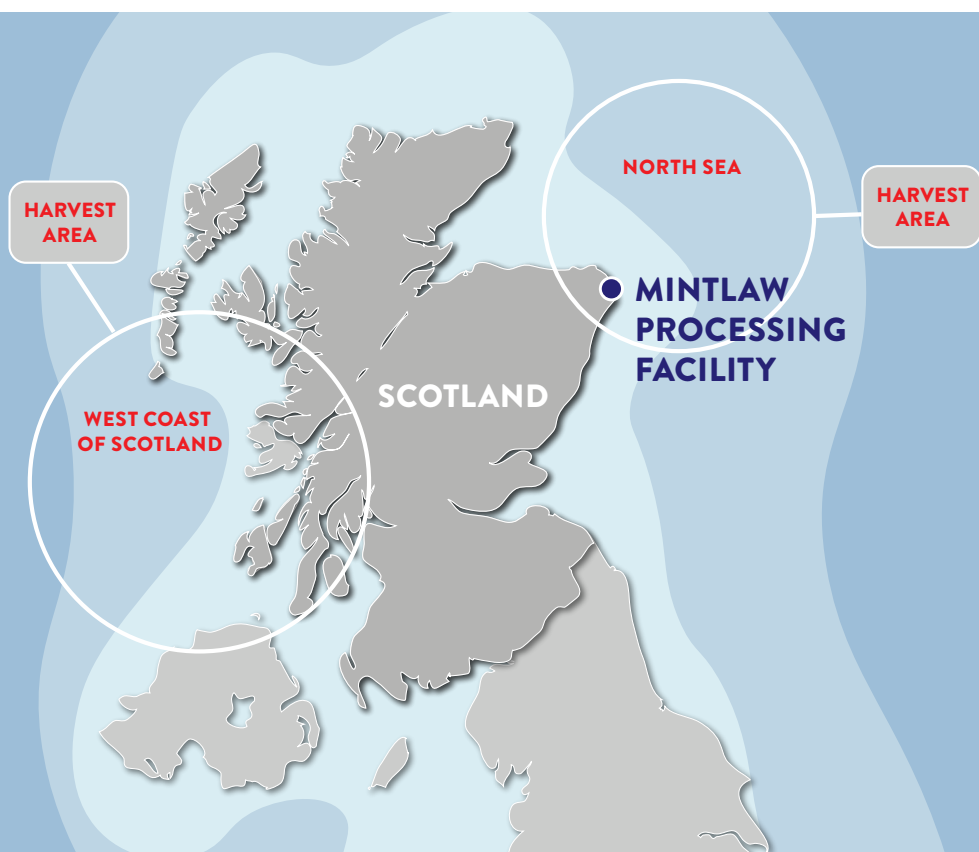 NORTH SEA
HARVEST
AREA
HARVEST
AREA
MINTLAW
PROCESSING
FACILITY
SCOTLAND
WEST COAST
OF SCOTLAND